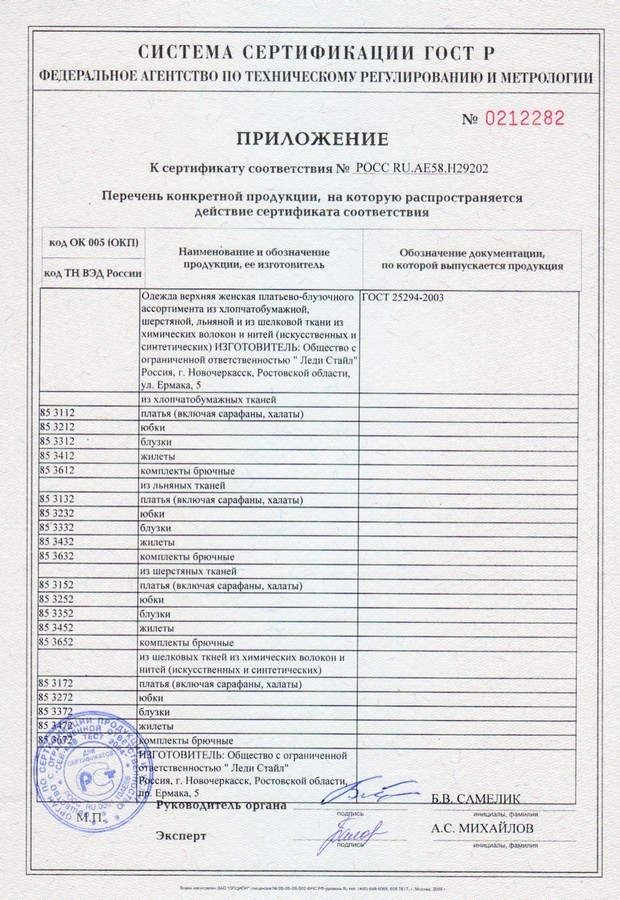 СИСТЕМА СЕРТИФИКАЦИИ ГОСТ Р
ФЕДЕРАЛЬНОЕ АГЕНТСТВО ПО ТЕХНИЧЕСКОМУ РЕГУЛИРОВАНИЮ И МЕТРОЛОГИИ
№ 0212282
ПРИЛОЖЕНИЕ
К сертификату соответствия № РОСС RU.АЕ58.Н29202
Перечень конкретной продукции, на которую распространяется
действие сертификата соответствия
код ОК 005 (ОКП)
код ТН ВЭД России
Наименование и обозначение
продукции, ее изготовитель
Обозначение документации,
по которой выпускается продукция
Одежда верхняя женская платьево-блузочного ГОСТ 25294-2003
ассортимента из хлопчатобумажной,
шерстяной, льняной и из шелковой ткани из
химических волокон и нитей (искусственных и
синтетических) ИЗГОТОВИТЕЛЬ: Общество с
ограниченной ответственностью " Леди Стайл"
Россия, г. Новочеркасск, Ростовской области,
ул. Ермака, 5
из хлопчатобумажных тканей
85 3112 платья (включая сарафаны, халаты)
85 3212 юбки
85 3312 блузки
85 3412 жилеты
85 3612 комплекты брючные
из льняных тканей
85 3132 платья (включая сарафаны, халаты)
85 3232 юбки
85 3332 блузки
85 3432 жилеты
85 3632 комплекты брючные
из шерстяных тканей
85 3152 платья (включая сарафаны, халаты)
85 3252 юбки
85 3352 блузки
85 3452 жилеты
85 3652 комплекты брючные
из шелковых ткней из химических волокон и
нитей (искусственных и синтетических)
85 3172 платья (включая сарафаны, халаты)
85 3272 юбки
85 3372 блузки
85 3472 жилеты
85 3672 комплекты брючные
ИЗГОТОВИТЕЛЬ: Общество с ограниченной
ответственностью " Леди Стайл"
Россия, г. Новочеркасск, Ростовской области,
пр. Ермака, 5
М.П.
Руководитель органа
подпись
Б.В. САМЕЛИК
инициалы, фамилия
Эксперт
подпись
А.С. МИХАЙЛОВ
инициалы, фамилия